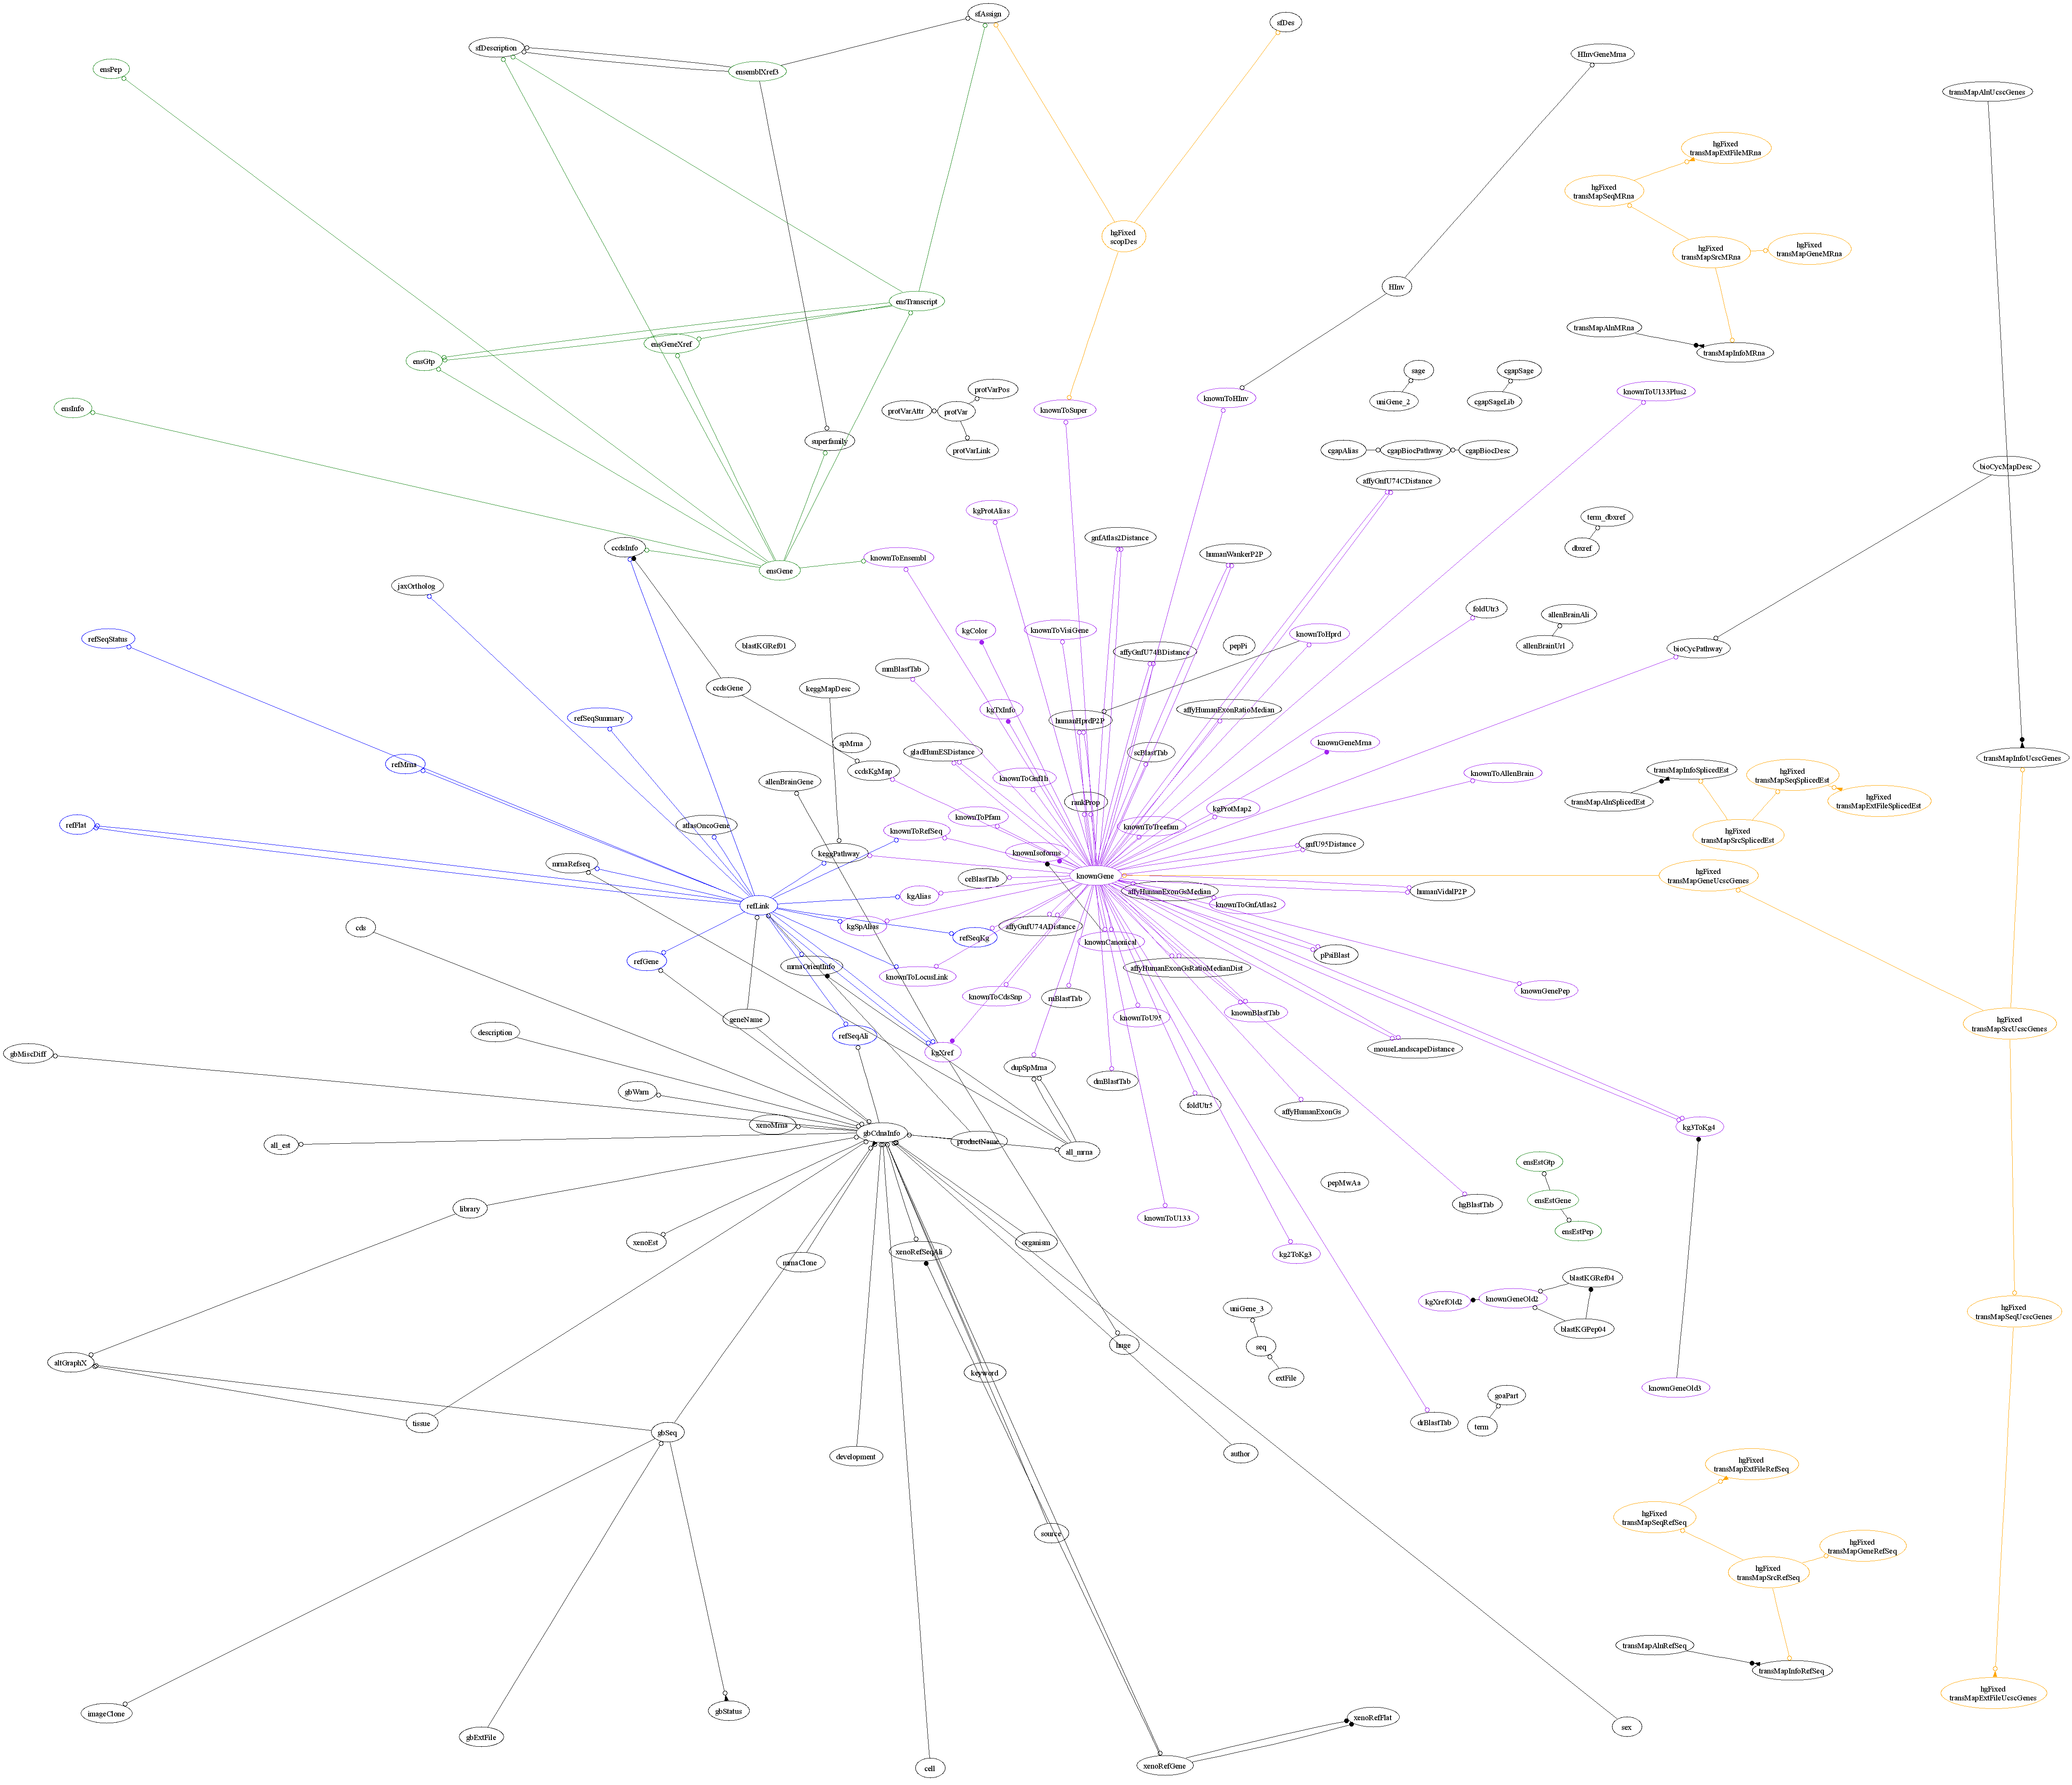 sfAssign
sfDes
sfDescription
HInvGeneMrna
ensPep
ensemblXref3
transMapAlnUcscGenes
hgFixed
transMapExtFileMRna
hgFixed
transMapSeqMRna
hgFixed
scopDes
hgFixed
transMapSrcMRna
hgFixed
transMapGeneMRna
HInv
ensTranscript
transMapAlnMRna
ensGeneXref
transMapInfoMRna
ensGtp
sage
cgapSage
protVarPos
knownToU133Plus2
knownToHInv
uniGene_2
cgapSageLib
ensInfo
protVarAttr
protVar
knownToSuper
superfamily
protVarLink
cgapAlias
cgapBiocPathway
cgapBiocDesc
bioCycMapDesc
affyGnfU74CDistance
kgProtAlias
term_dbxref
gnfAtlas2Distance
ccdsInfo
dbxref
humanWankerP2P
knownToEnsembl
ensGene
jaxOrtholog
foldUtr3
allenBrainAli
kgColor
knownToVisiGene
knownToHprd
refSeqStatus
blastKGRef01
pepPi
allenBrainUrl
bioCycPathway
affyGnfU74BDistance
mmBlastTab
ccdsGene
keggMapDesc
kgTxInfo
affyHumanExonRatioMedian
refSeqSummary
humanHprdP2P
spMrna
knownGeneMrna
gladHumESDistance
scBlastTab
transMapInfoUcscGenes
refMrna
ccdsKgMap
transMapInfoSplicedEst
hgFixed
transMapSeqSplicedEst
knownToGnf1h
knownToAllenBrain
allenBrainGene
rankProp
transMapAlnSplicedEst
hgFixed
transMapExtFileSplicedEst
kgProtMap2
knownToPfam
refFlat
atlasOncoGene
knownToTreefam
knownToRefSeq
hgFixed
transMapSrcSplicedEst
gnfU95Distance
keggPathway
knownIsoforms
mrnaRefseq
knownGene
ceBlastTab
hgFixed
transMapGeneUcscGenes
affyHumanExonGsMedian
humanVidalP2P
kgAlias
knownToGnfAtlas2
refLink
kgSpAlias
affyGnfU74ADistance
cds
refSeqKg
knownCanonical
pPsiBlast
refGene
mrnaOrientInfo
affyHumanExonGsRatioMedianDist
knownToLocusLink
knownGenePep
knownToCdsSnp
rnBlastTab
knownBlastTab
geneName
knownToU95
hgFixed
transMapSrcUcscGenes
description
refSeqAli
gbMiscDiff
kgXref
mouseLandscapeDistance
dupSpMrna
dmBlastTab
gbWarn
foldUtr5
affyHumanExonGs
xenoMrna
kg3ToKg4
gbCdnaInfo
all_est
productName
all_mrna
ensEstGtp
pepMwAa
ensEstGene
hgBlastTab
library
knownToU133
ensEstPep
xenoEst
organism
xenoRefSeqAli
kg2ToKg3
mrnaClone
blastKGRef04
kgXrefOld2
knownGeneOld2
uniGene_3
hgFixed
transMapSeqUcscGenes
blastKGPep04
huge
seq
altGraphX
keyword
extFile
knownGeneOld3
goaPart
tissue
drBlastTab
term
gbSeq
author
development
hgFixed
transMapExtFileRefSeq
hgFixed
transMapSeqRefSeq
source
hgFixed
transMapGeneRefSeq
hgFixed
transMapSrcRefSeq
transMapAlnRefSeq
transMapInfoRefSeq
hgFixed
transMapExtFileUcscGenes
imageClone
gbStatus
xenoRefFlat
sex
gbExtFile
cell
xenoRefGene